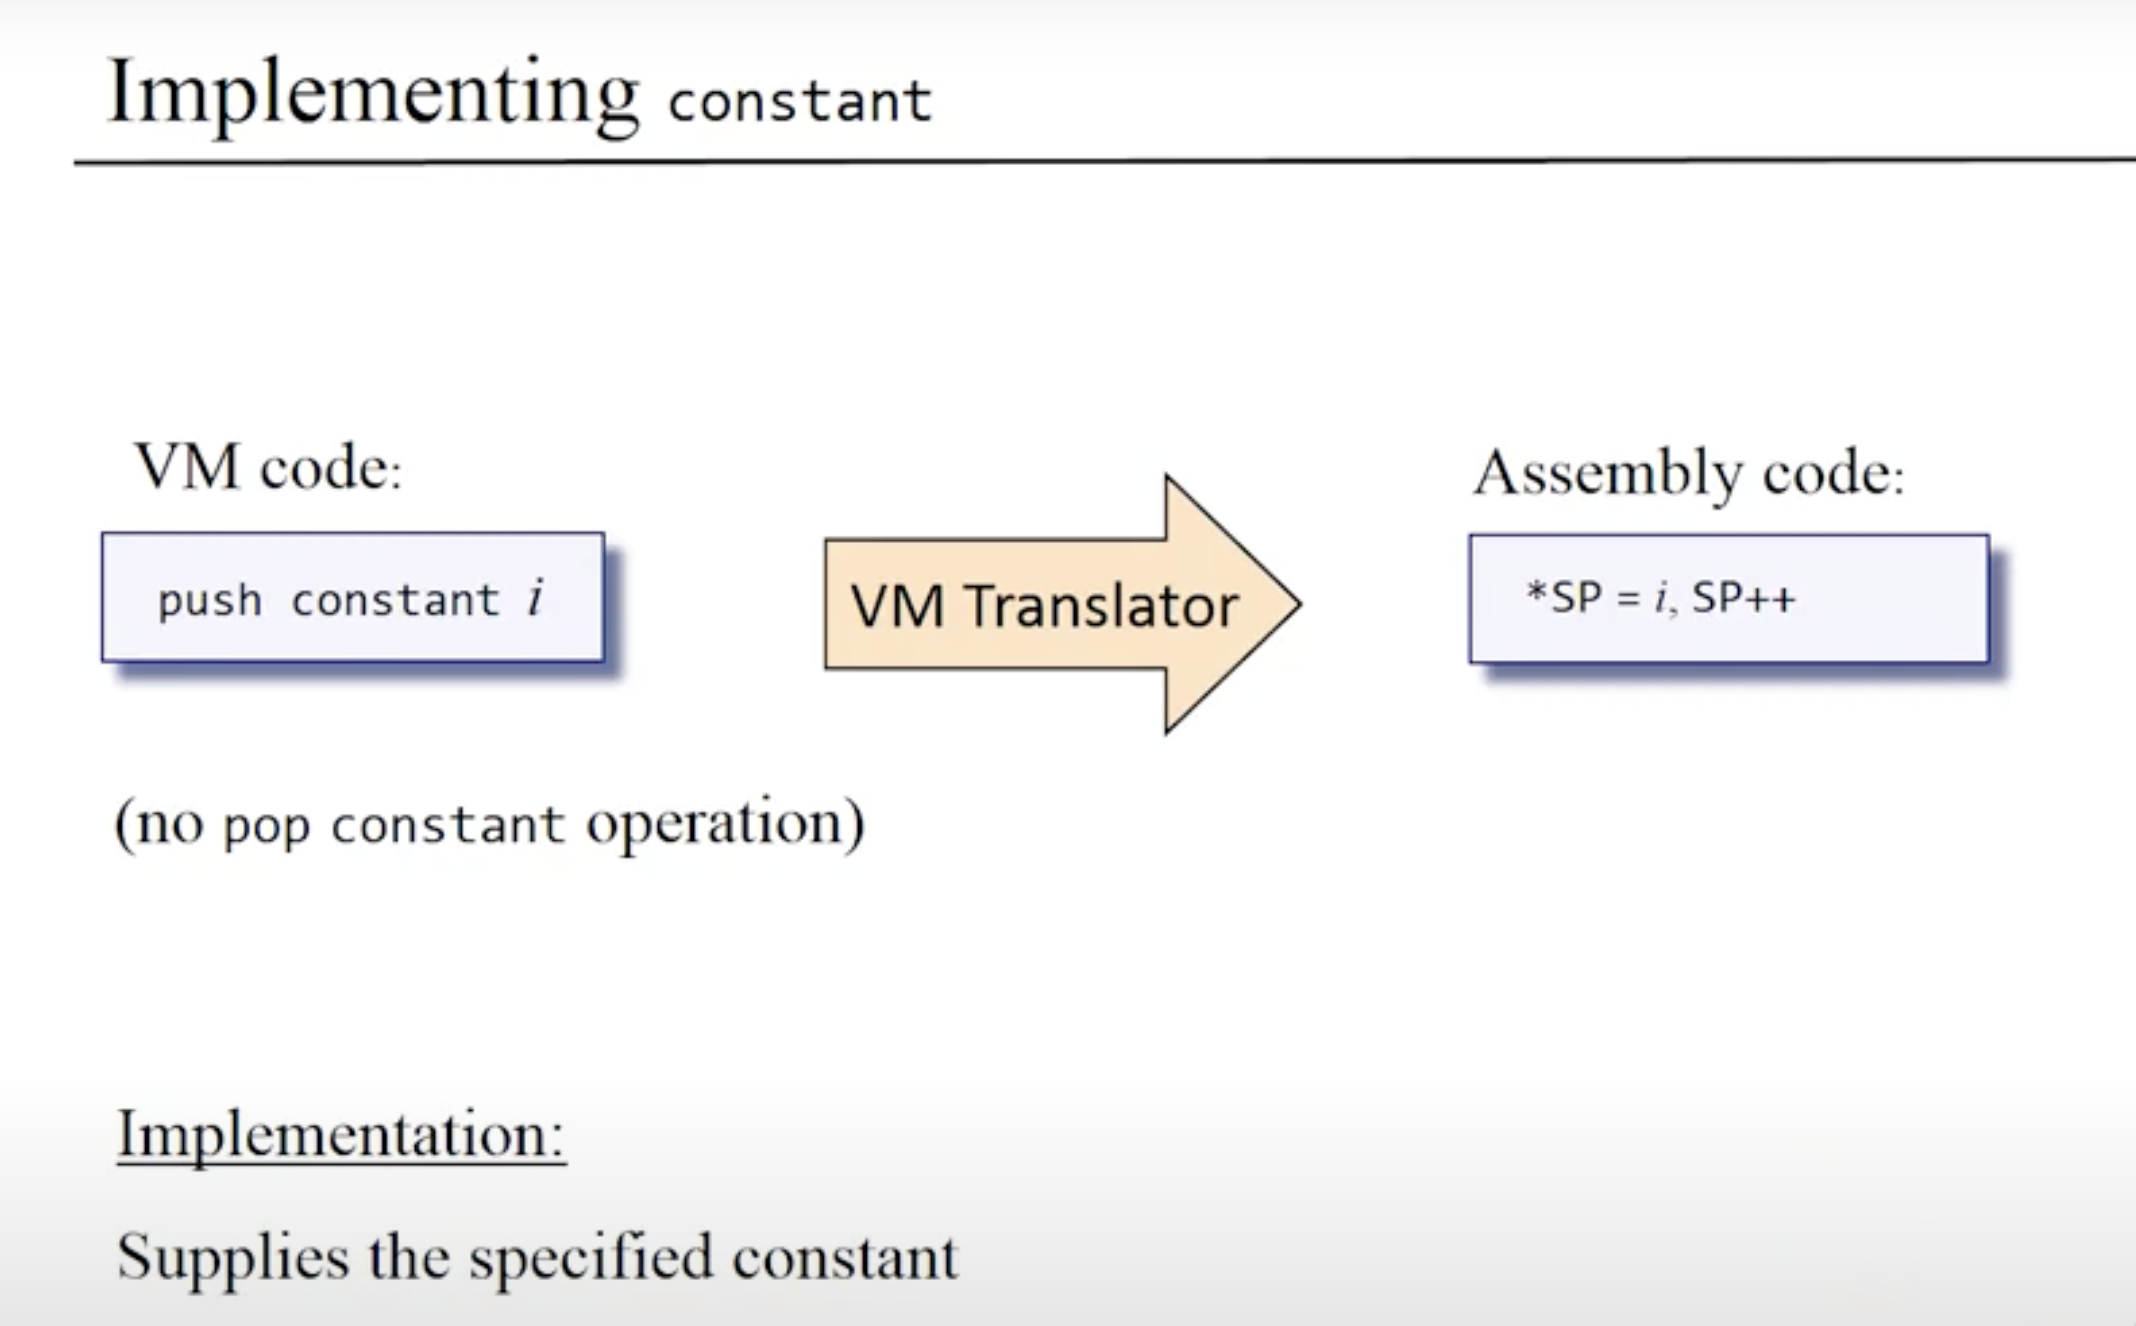 Implementing constant
VM code:
push constant i
VM Translator
Assembly code:
*SP = i, SP++
(no pop constant operation)
Implementation:
Supplies the specified constant